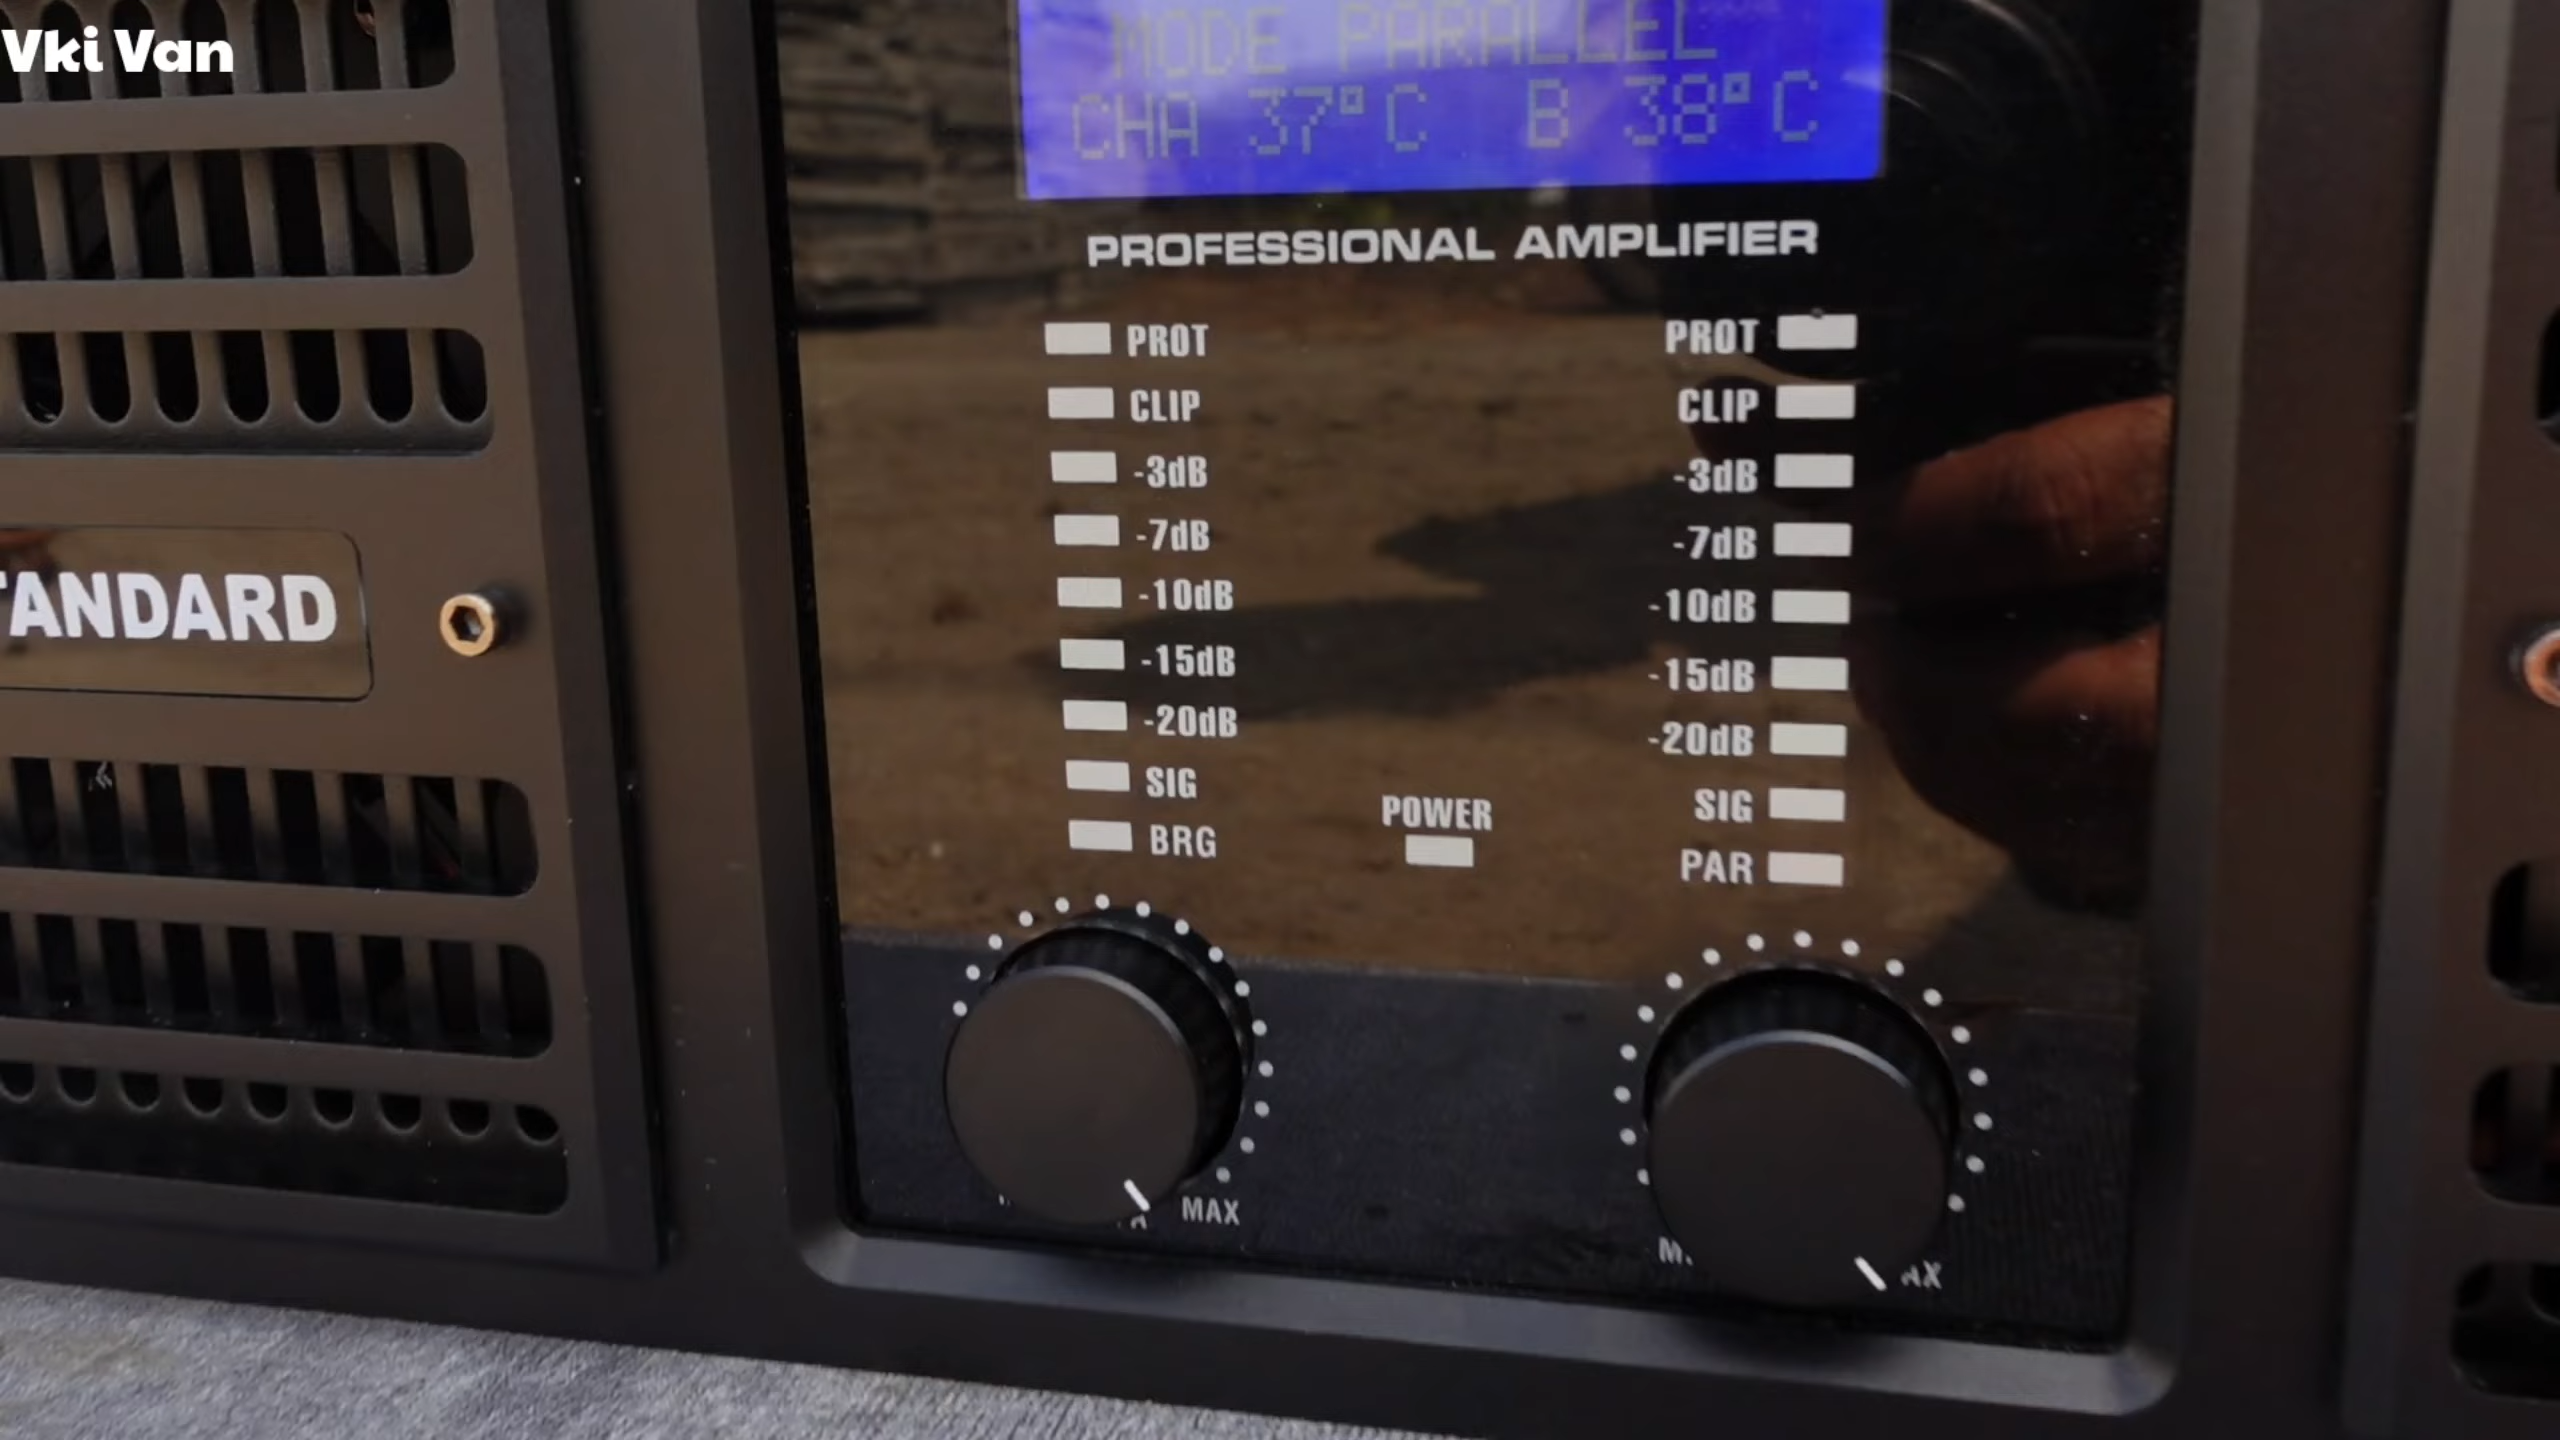 Vki Van
MODE PARALLEL
CHA 37°C B 38°C
PROFESSIONAL AMPLIFIER
PROT PROT
CLIP CLIP
-3dB -3dB
-7dB -7dB
-10dB -10dB
-15dB -15dB
-20dB -20dB
SIG SIG
BRG POWER PAR
TANDARD
MAX
AX